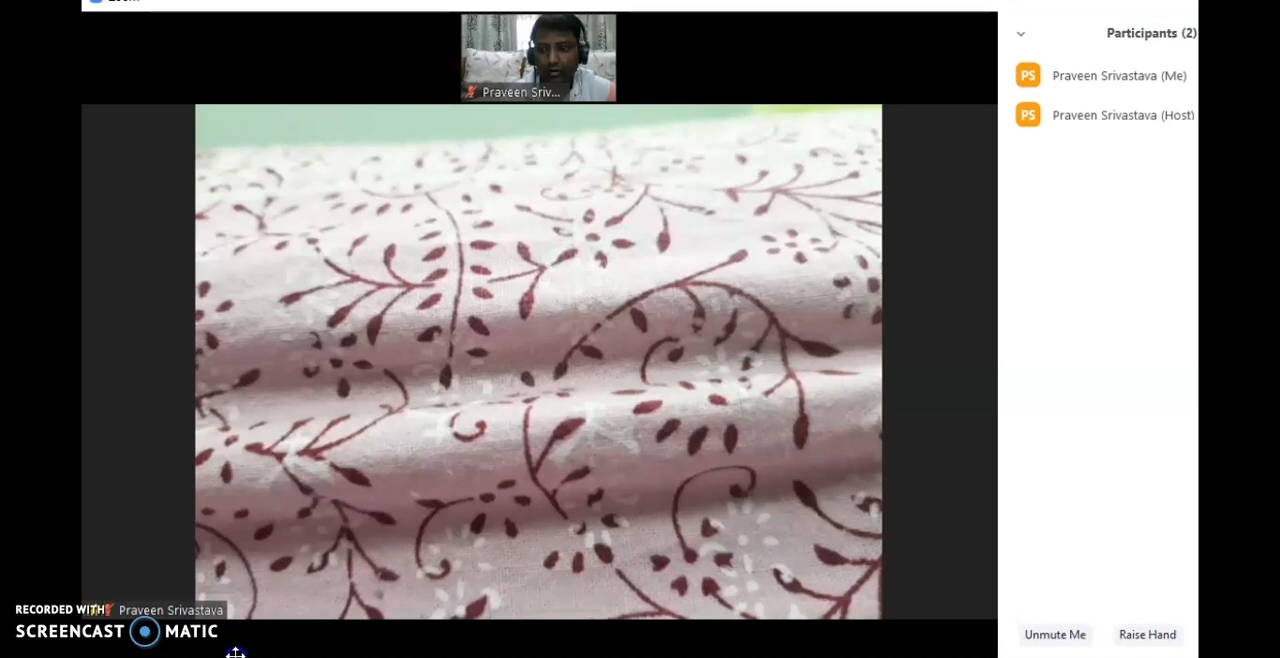 Participants (2)
Praveen Sriv...
PS Praveen Srivastava (Me)
PS Praveen Srivastava (Host)
Praveen Srivastava
RECORDED WITH
SCREENCAST MATIC
Unmute Me Raise Hand